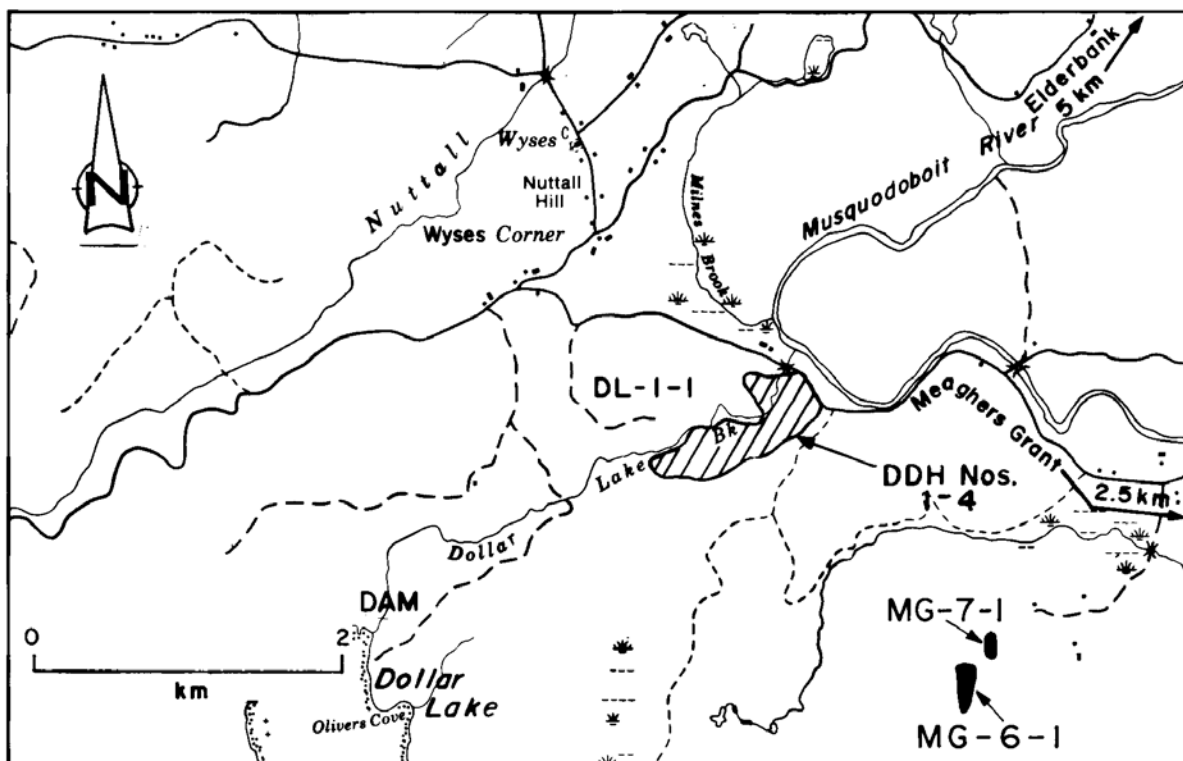 Elderbank
5 km
River
Musquodoboit
N
Nuttall
Wyses C
Nuttall
Hill
Wyses Corner
Milnes
Brook
DL-1-1
Meaghers Grant
2.5km:
Bk
Lake
Dollar
DDH Nos.
1-4
DAM
0 2
km
Dollar
Lake
Olivers Cove
MG-7-1
MG-6-1